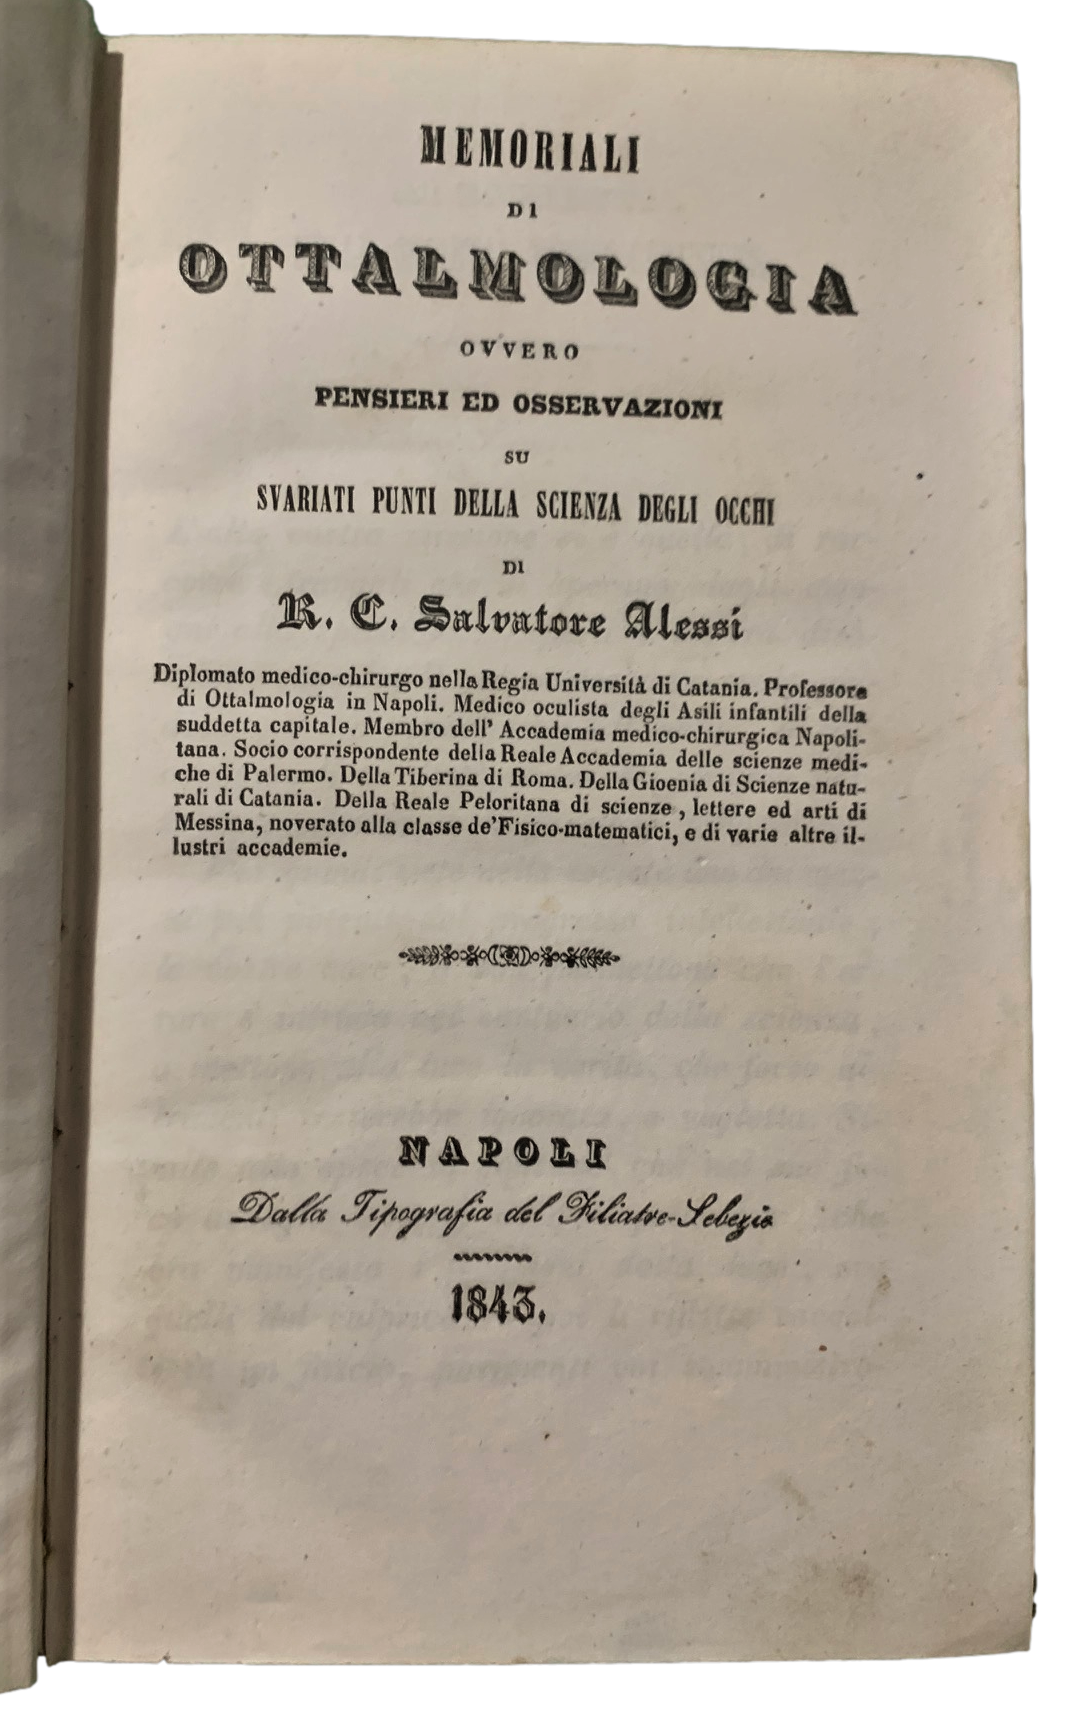 MEMORIALI
DI
OTTALMOLOGIA
OVVERO
PENSIERI ED OSSERVAZIONI
SU
SVARIATI PUNTI DELLA SCIENZA DEGLI OCCHI
DI
R. C. Salvatore Alessi
Diplomato medico-chirurgo nella Regia Università di Catania. Professore
di Ottalmologia in Napoli. Medico oculista degli Asili infantili della
suddetta capitale. Membro dell' Accademia medico-chirurgica Napoli-
tana. Socio corrispondente della Reale Accademia delle scienze medi-
che di Palermo. Della Tiberina di Roma. Della Gioenia di Scienze natu-
rali di Catania. Della Reale Peloritana di scienze, lettere ed arti di
Messina, noverato alla classe de' Fisico-matematici, e di varie altre il-
lustri accademie.
NAPOLI
Dalla Tipografia del Filiatre-Sebezio
1843.